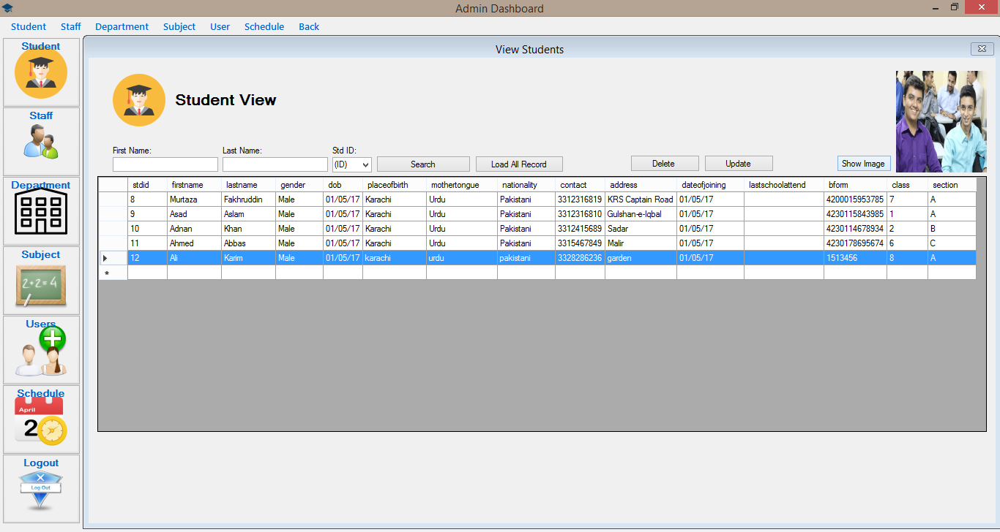 Admin Dashboard
Student Staff Department Subject User Schedule Back
Student
Staff
Department
Subject
2+2=4
Users
Schedule
April
2
Logout
Log Out
View Students
Student View
First Name: Last Name: Std ID:
(ID) Search Load All Record Delete Update Show Image
stdid firstname lastname gender dob placeofbirth mothertongue nationality contact address dateofjoining lastschoolattend bform class section
8 Murtaza Fakhruddin Male 01/05/17 Karachi Urdu Pakistani 3312316819 KRS Captain Road 01/05/17 4200015953785 7 A
9 Asad Aslam Male 01/05/17 Karachi Urdu Pakistani 3312316810 Gulshan-e-Iqbal 01/05/17 4230115843985 1 A
10 Adnan Khan Male 01/05/17 Karachi Urdu Pakistani 3312415689 Sadar 01/05/17 4230114678934 2 B
11 Ahmed Abbas Male 01/05/17 Karachi Urdu Pakistani 3315467849 Malir 01/05/17 4230178695674 6 C
12 Ali Karim Male 01/05/17 karachi urdu pakistani 3328286236 garden 01/05/17 1513456 8 A
*